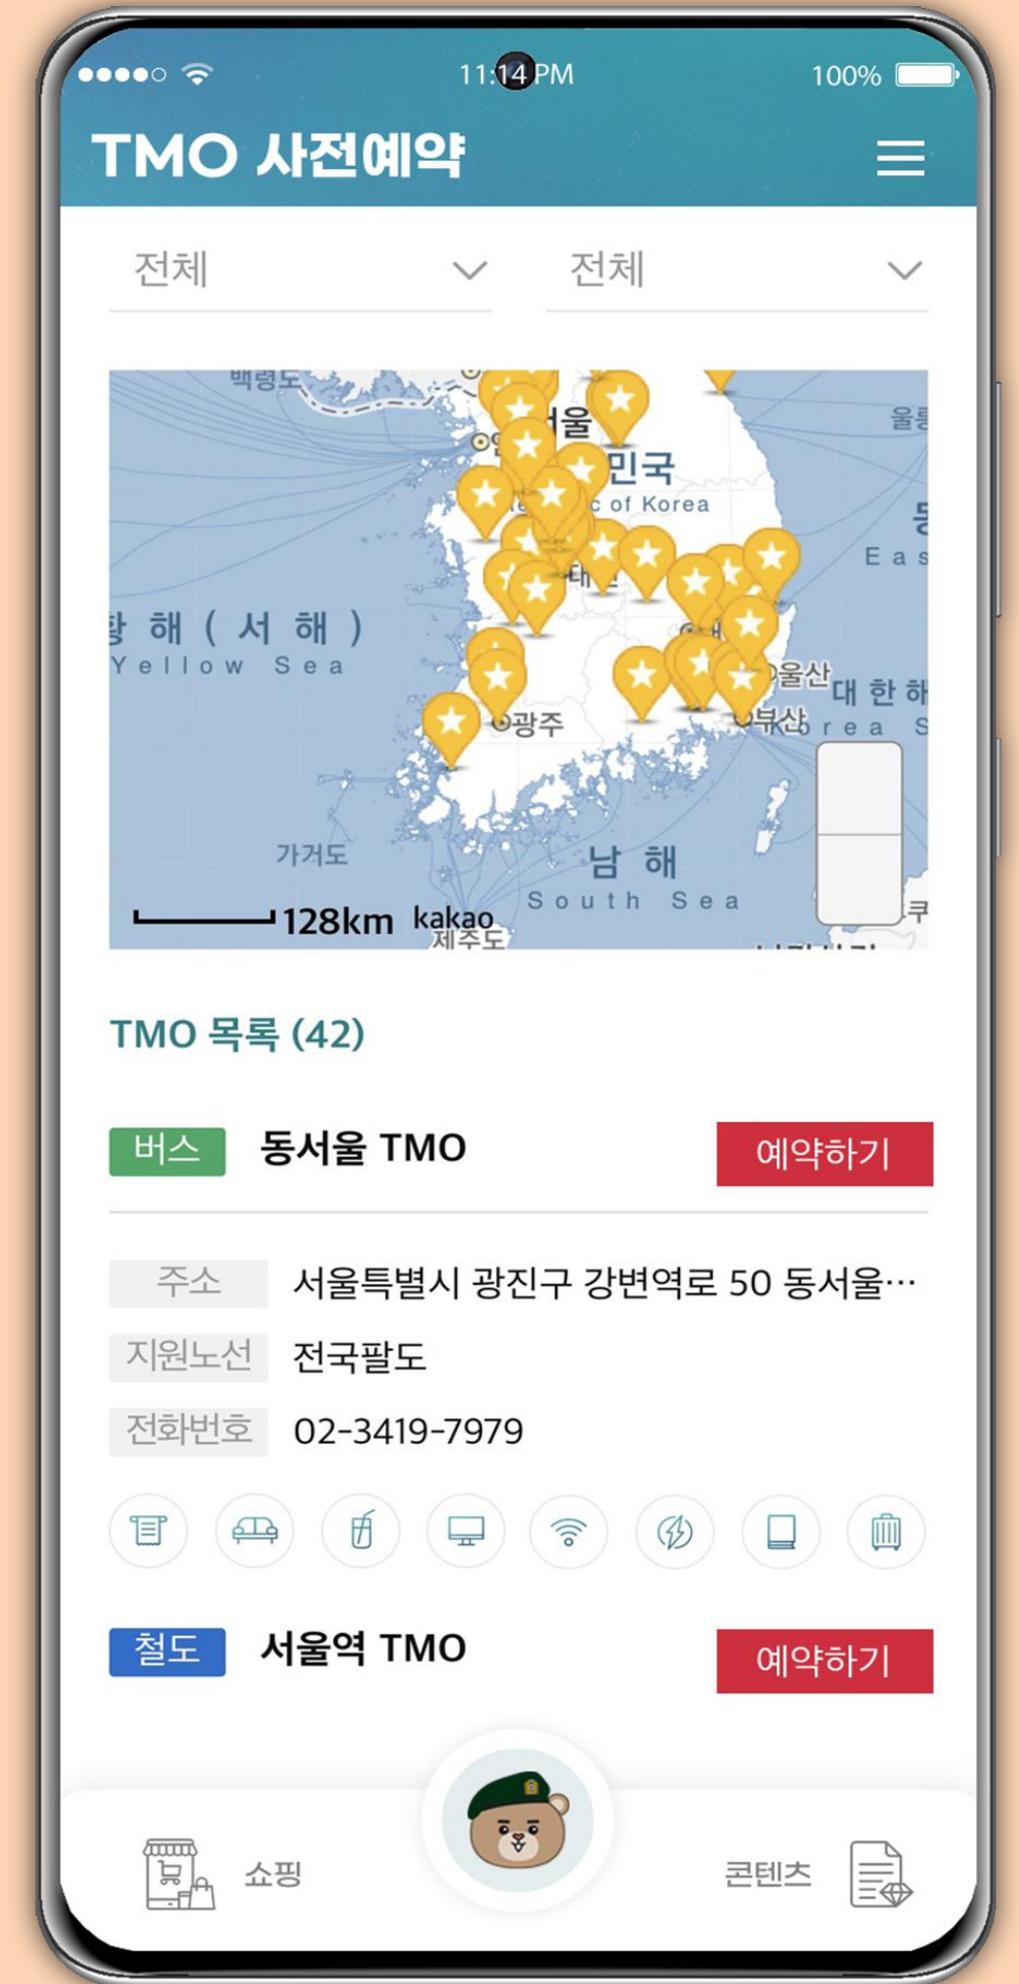 11:14 PM
100%
TMO 사전예약
전체
전체
백령도
민국
of Korea
황해(서해)
Yellow Sea
울산
대한해
부산
광주
가거도
남해
South Sea
128km
kakao
제주도
TMO 목록 (42)
버스
동서울 TMO
예약하기
주소
서울특별시 광진구 강변역로 50 동서울…
지원노선
전국팔도
전화번호
02-3419-7979
철도
서울역 TMO
예약하기
쇼핑
콘텐츠